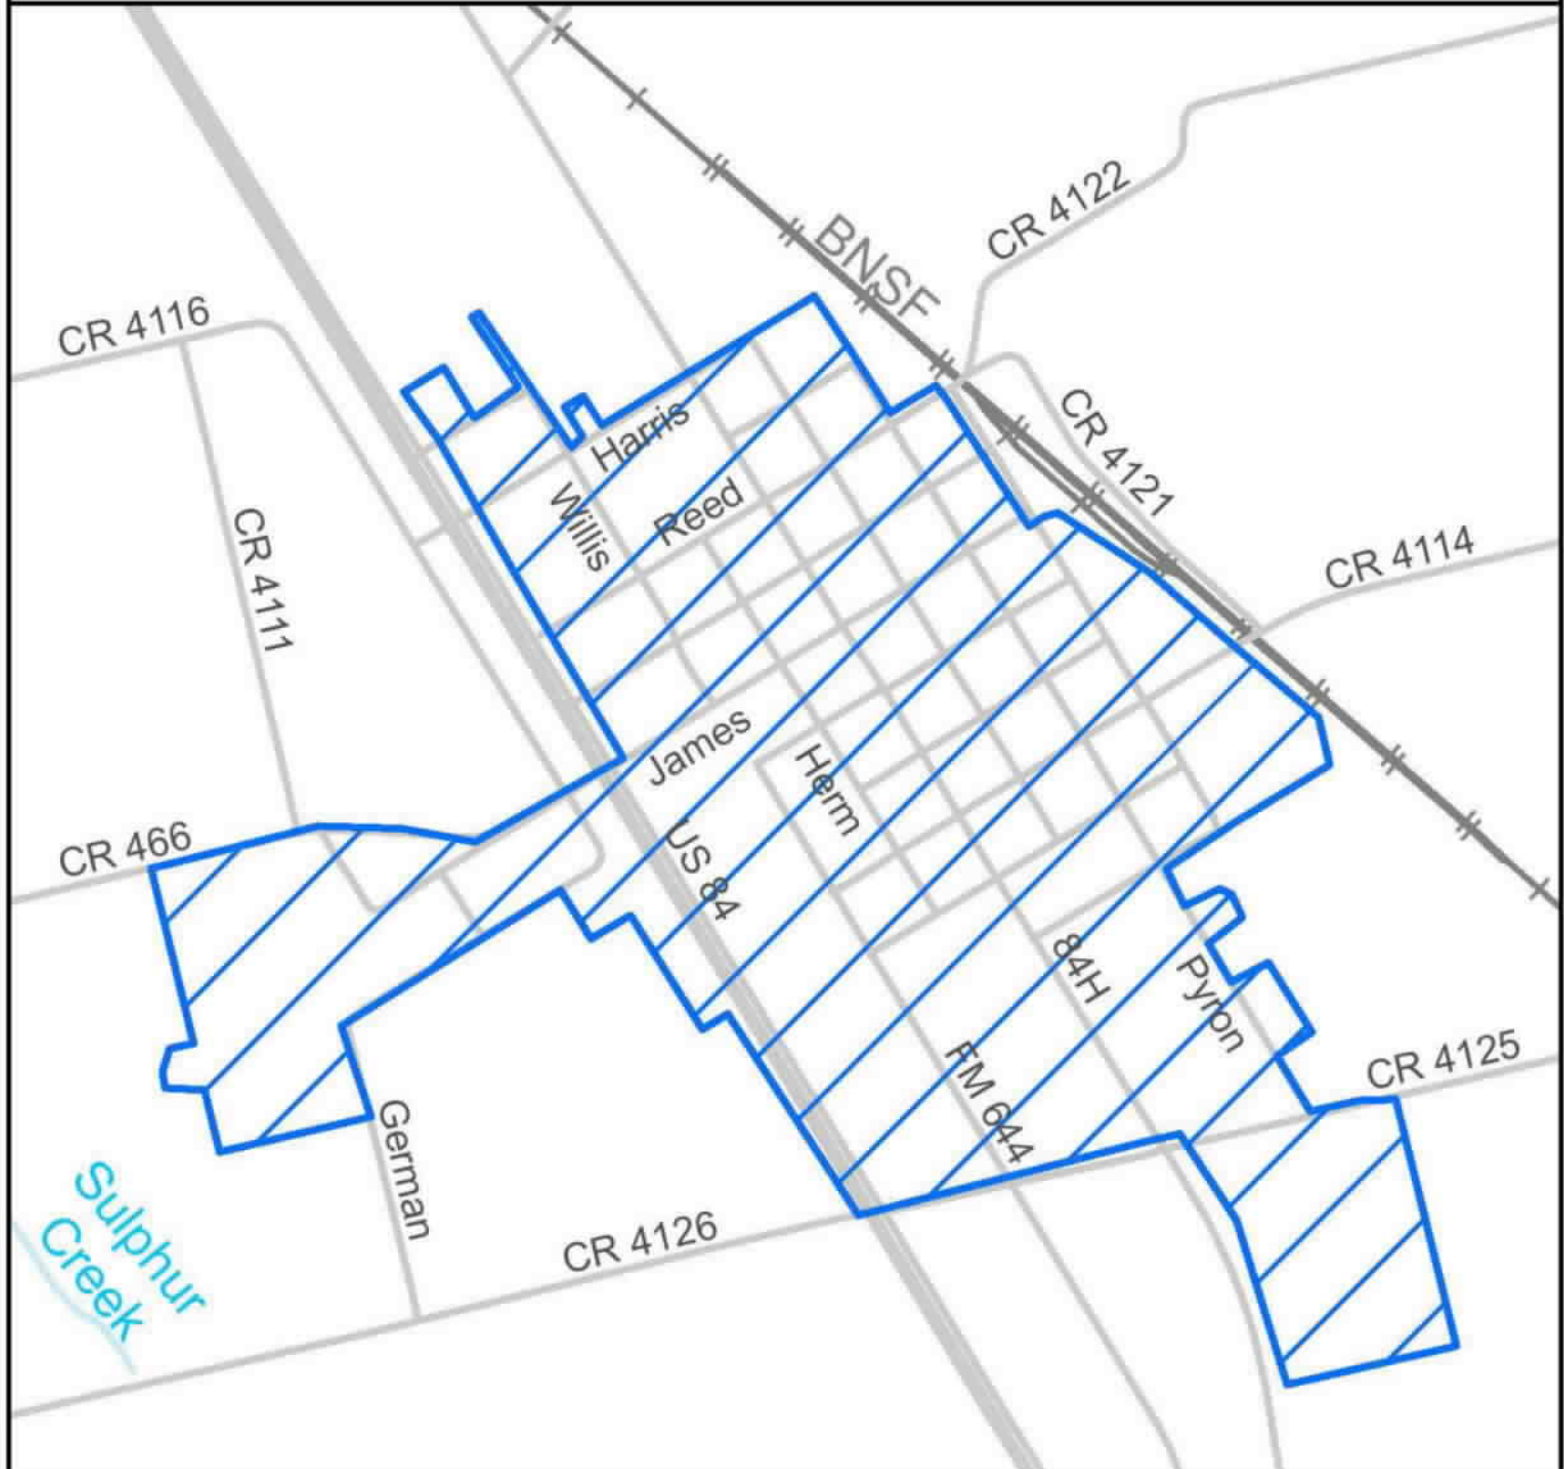 CR 4122
BNSF
CR 4116
CR 4121
Harris
Reed
Willis
CR 4111
CR 4114
James
Herm
CR 466
US 84
84H
Pyron
FM 644
CR 4125
German
Sulphur
Creek
CR 4126